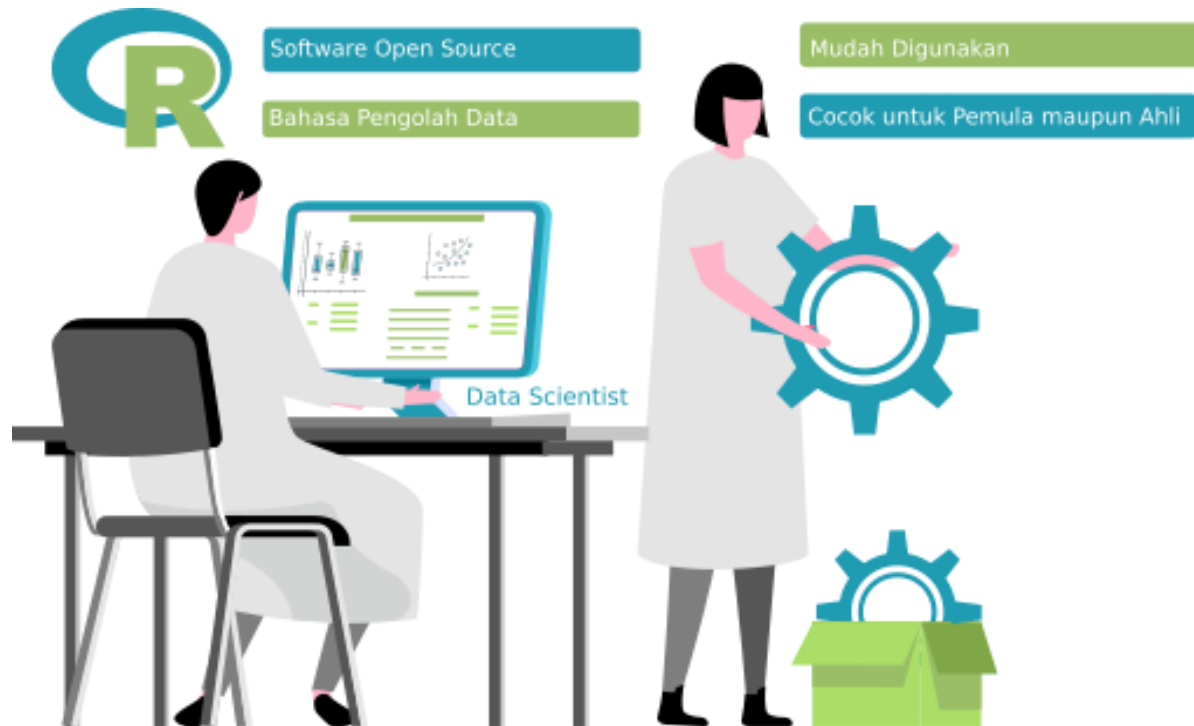 R
Software Open Source
Bahasa Pengolah Data
Mudah Digunakan
Cocok untuk Pemula maupun Ahli
Data Scientist